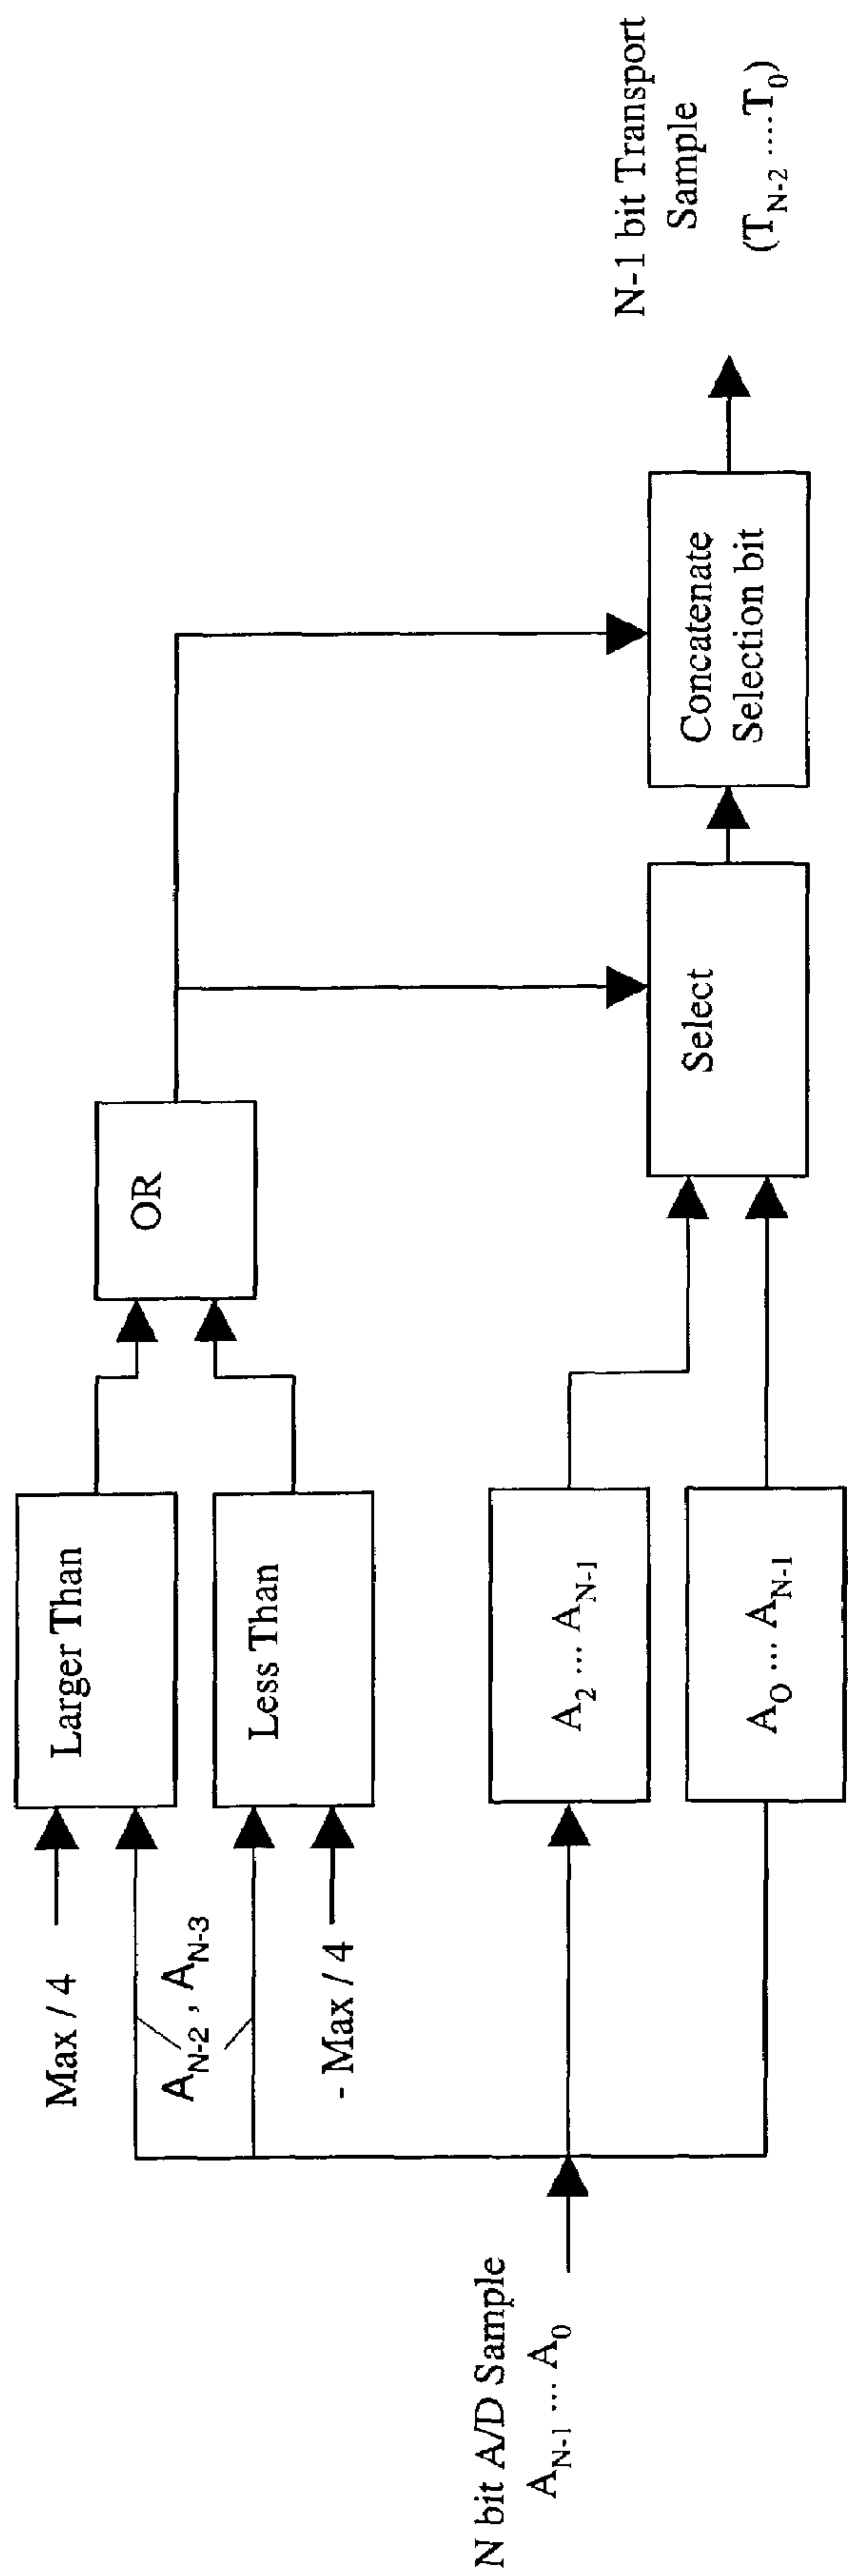 N bit A/D Sample
A_{N-1} ... A_0
Max / 4
A_{N-2} , A_{N-3}
- Max / 4
Larger Than
Less Than
A_2 ... A_{N-1}
A_O ... A_{N-1}
OR
Select
Concatenate
Selection bit
N-1 bit Transport
Sample
(T_{N-2} .....T_0)